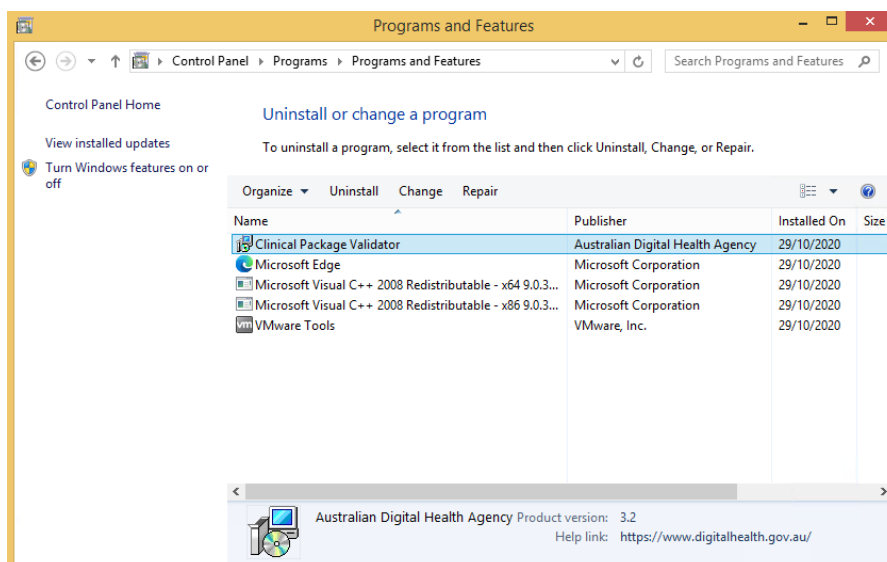 Programs and Features
Control Panel Programs Programs and Features Search Programs and Features
Control Panel Home
View installed updates
Turn Windows features on or
off
Uninstall or change a program
To uninstall a program, select it from the list and then click Uninstall, Change, or Repair.
Organize Uninstall Change Repair
Name Publisher Installed On Size
Clinical Package Validator Australian Digital Health Agency 29/10/2020
Microsoft Edge Microsoft Corporation 29/10/2020
Microsoft Visual C++ 2008 Redistributable - x64 9.0.3... Microsoft Corporation 29/10/2020
Microsoft Visual C++ 2008 Redistributable - x86 9.0.3... Microsoft Corporation 29/10/2020
vm VMware Tools VMware, Inc. 29/10/2020
Australian Digital Health Agency Product version: 3.2
Help link: https://www.digitalhealth.gov.au/